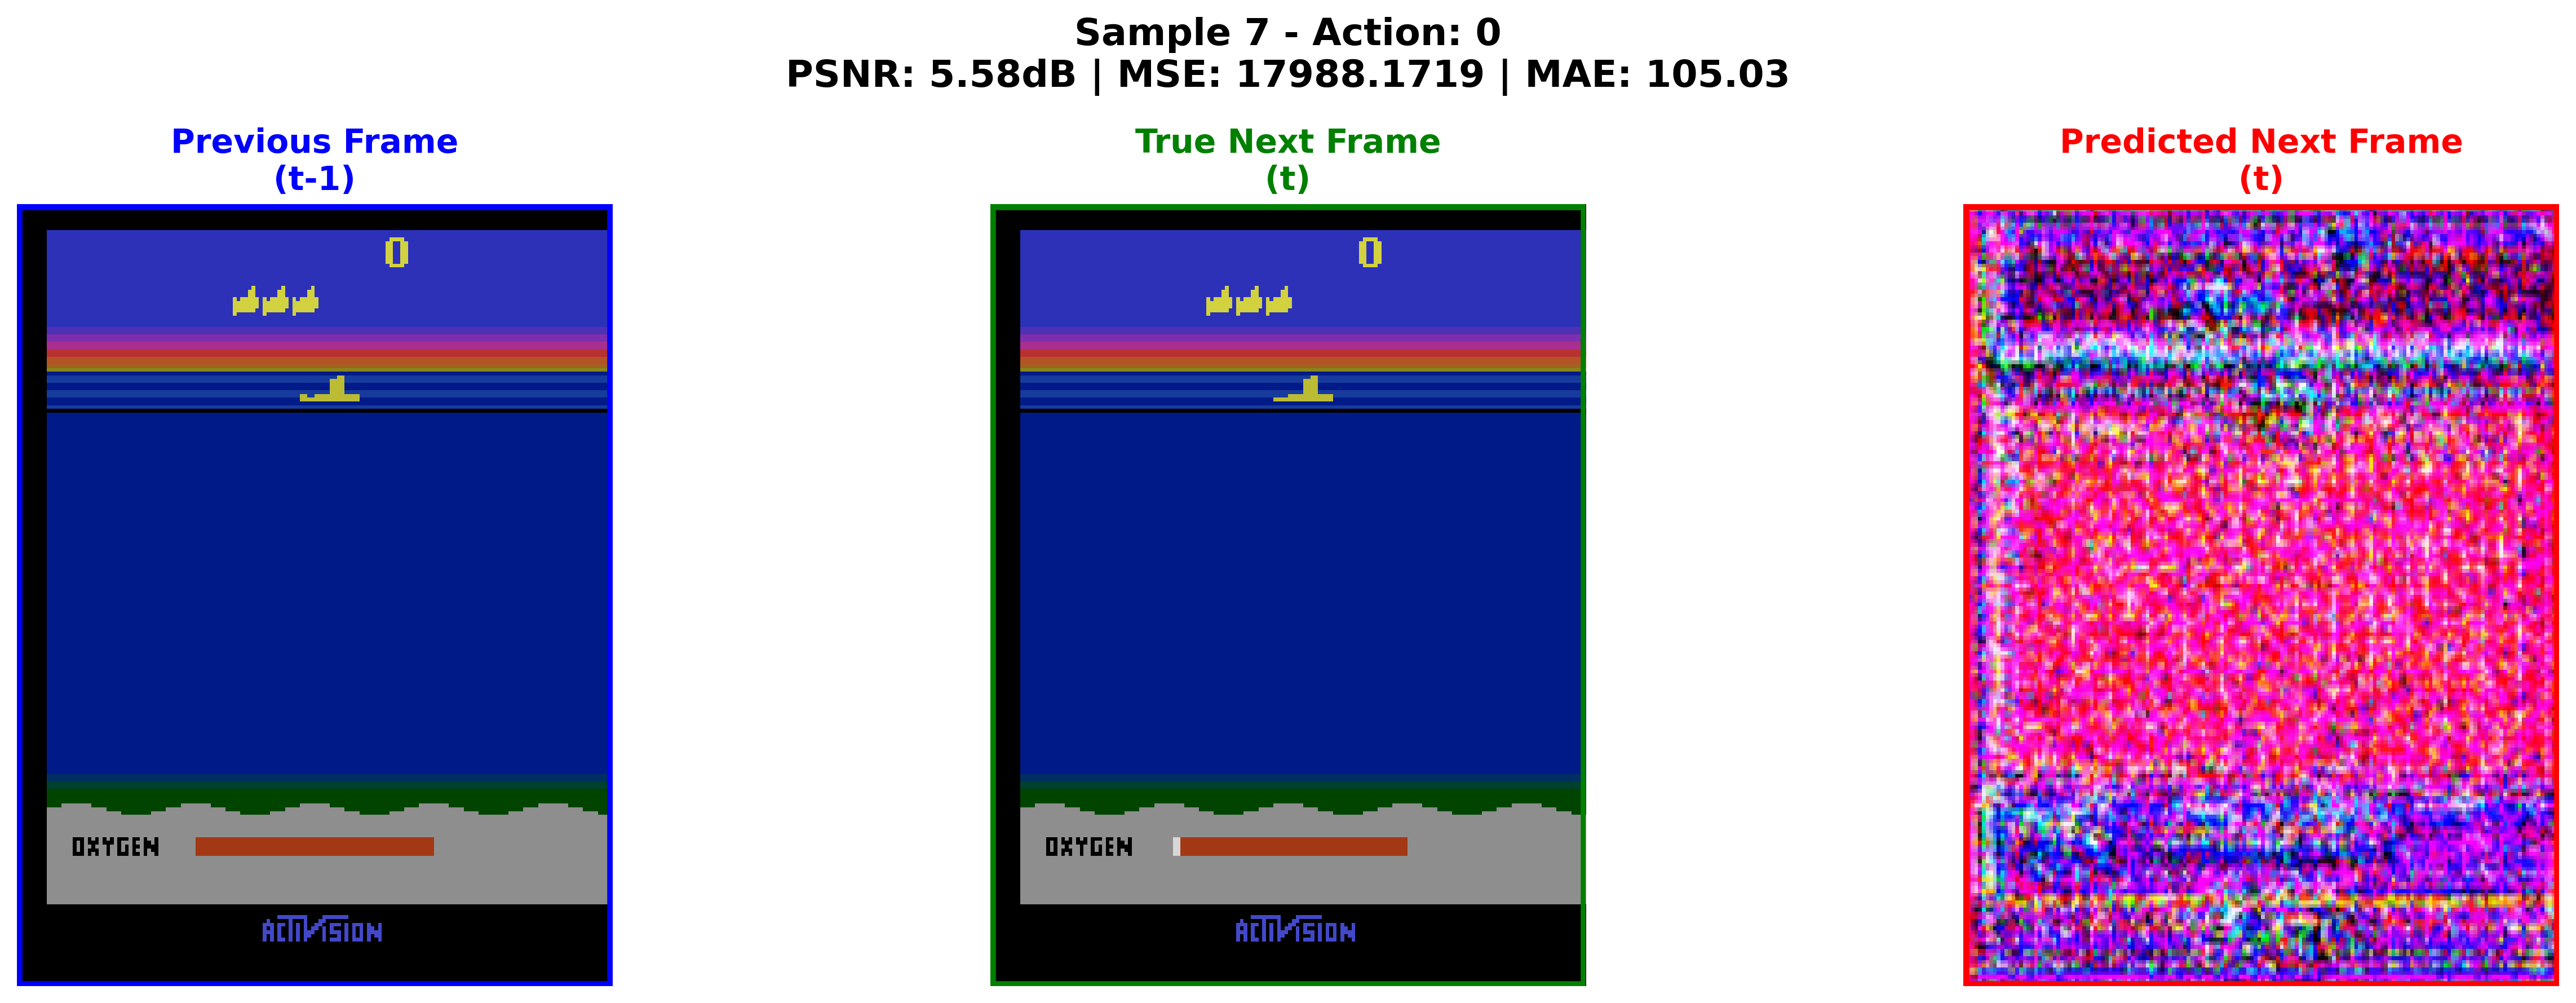 Sample 7 - Action: 0
PSNR: 5.58dB | MSE: 17988.1719 | MAE: 105.03
Previous Frame
(t-1)
True Next Frame
(t)
Predicted Next Frame
(t)
0
0
OXYGEN
OXYGEN
ACTIVISION
ACTIVISION